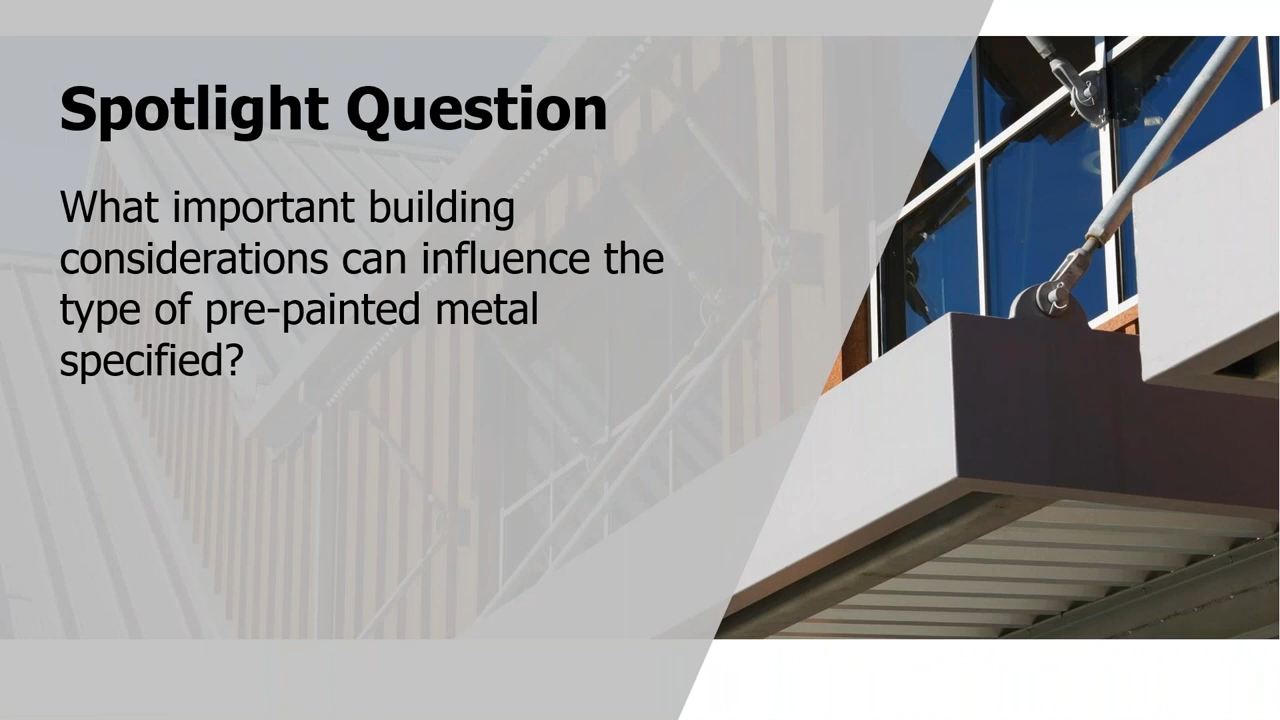 Spotlight Question
What important building
considerations can influence the
type of pre-painted metal
specified?